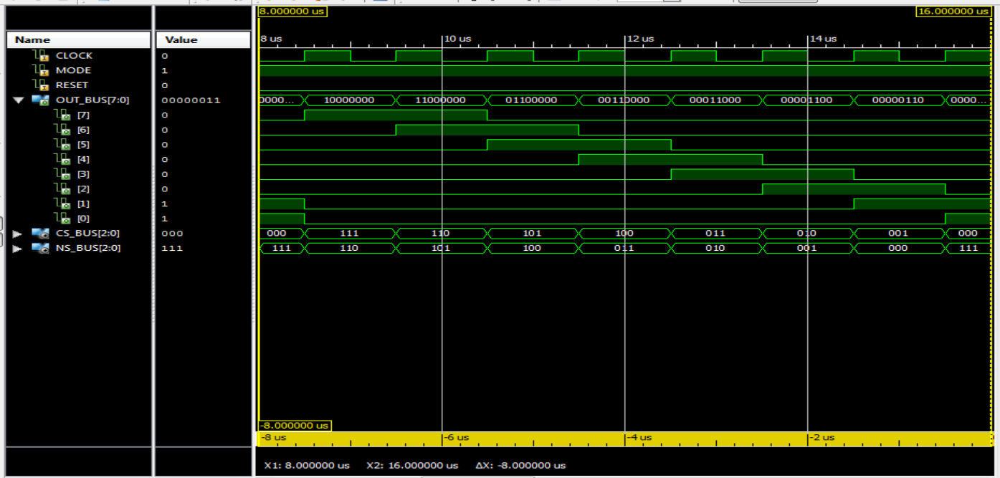 8.000000 us 16.000000 us
Name Value 8 us 10 us 12 us 14 us
CLOCK 0
MODE 1
RESET 0
OUT_BUS[7:0] 00000011 0000... 10000000 11000000 01100000 00110000 00011000 00001100 00000110 0000...
[7] 0
[6] 0
[5] 0
[4] 0
[3] 0
[2] 0
[1] 1
[0] 1
CS_BUS[2:0] 000 000 111 110 101 100 011 010 001 000
NS_BUS[2:0] 111 111 110 101 100 011 010 001 000 111
-8.000000 us
-8 us -6 us -4 us -2 us
X1: 8.000000 us X2: 16.000000 us ΔX: -8.000000 us